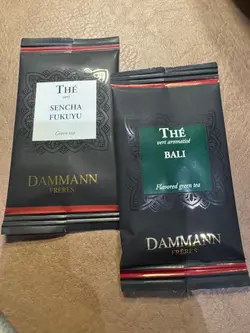 THÉ
vert
SENCHA
FUKUYU
Green tea
DAMMANN
FRÈRES
THÉ
vert aromatisé
BALI
Flavored green tea
DAMMANN
FRÈRES